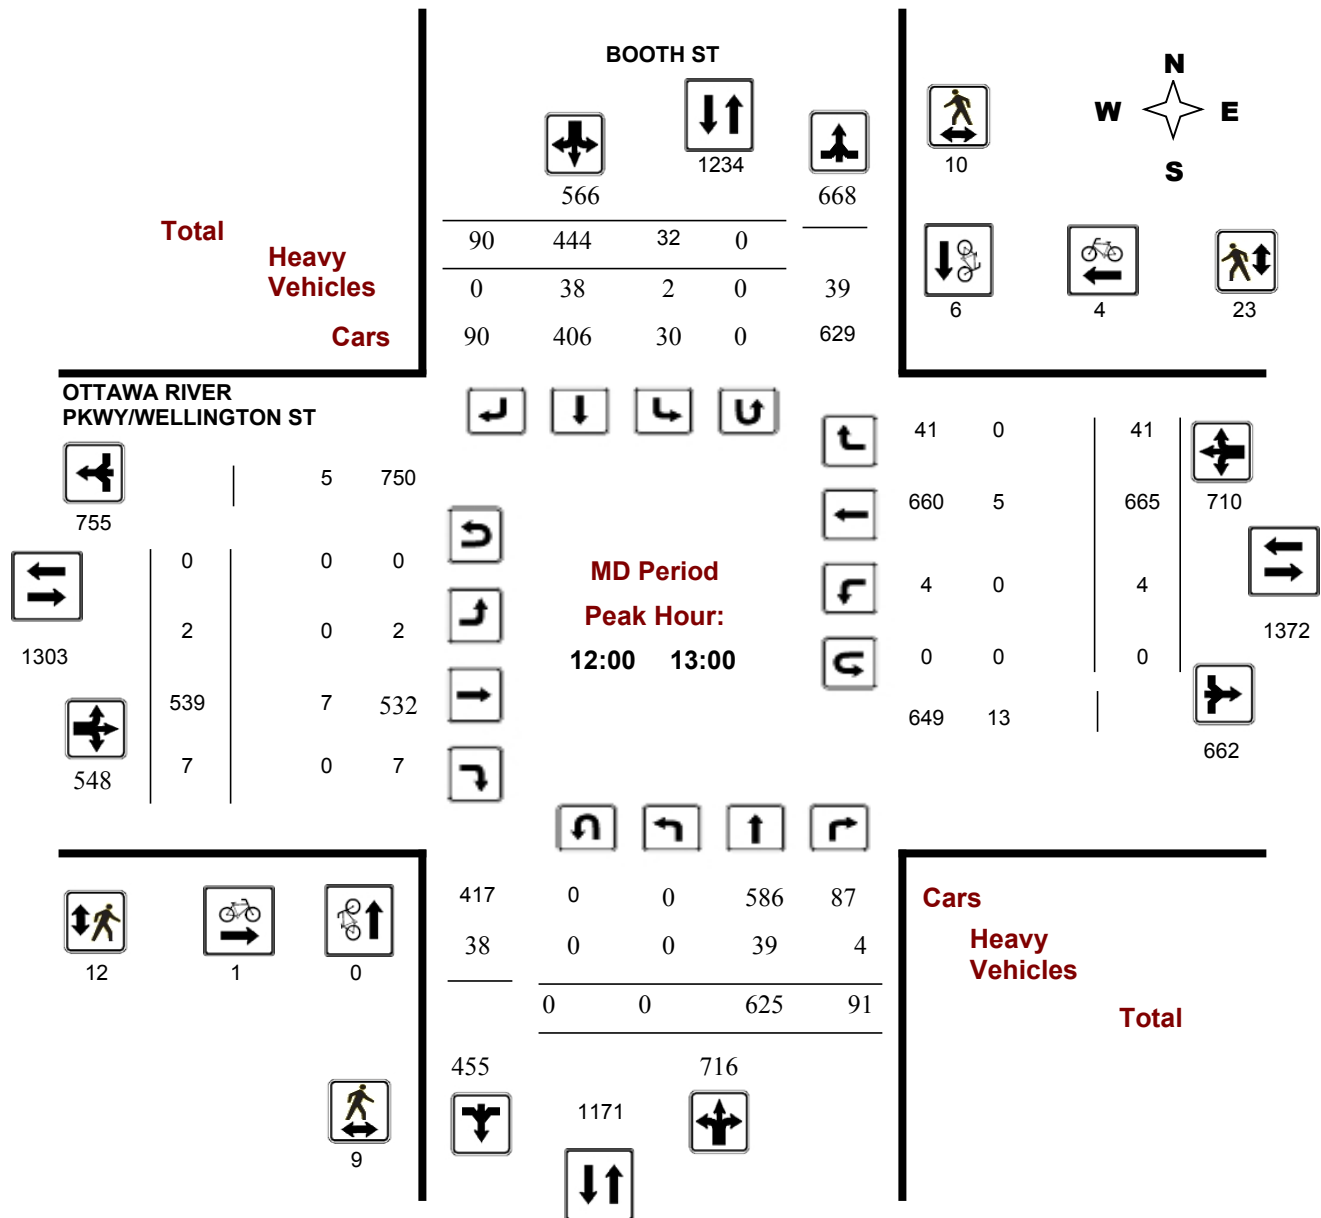 BOOTH ST
N
W E
S
1234
10
566 668
Total
90 444 32 0
Heavy
Vehicles
0 38 2 0 39
6 4 23
Cars
90 406 30 0 629
OTTAWA RIVER
PKWY/WELLINGTON ST
41 0 41
5 750
755
660 5 665 710
0 0 0
MD Period
4 0 4
Peak Hour:
2 0 2
1303
1372
12:00 13:00
0 0 0
539 7 532
649 13
662
548
7 0 7
417 0 0 586 87
Cars
38 0 0 39 4
Heavy
Vehicles
12 1 0
0 0 625 91
Total
455 716
1171
9